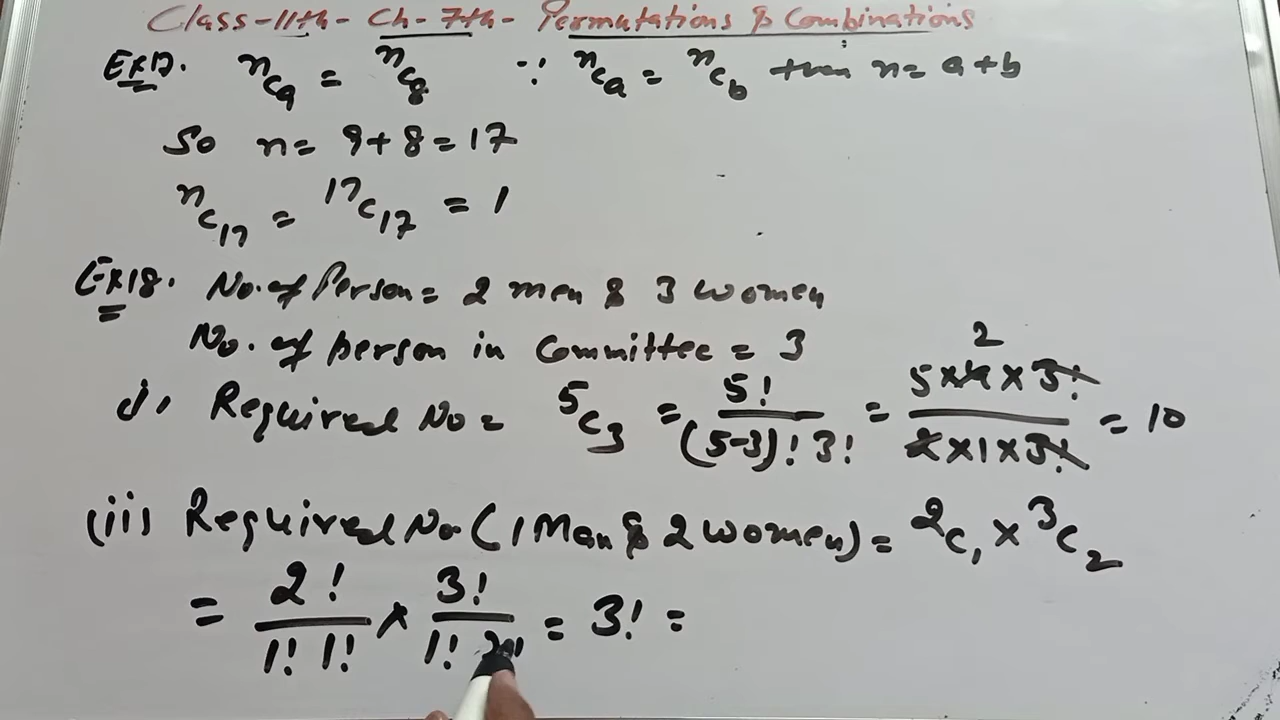 Class-11th- Ch-7th- Permutations & Combinations
Ex17. ⁿC₉ = ⁿC₈ ∵ ⁿCₐ = ⁿC_b then n = a+b
So n = 9+8 = 17
ⁿC₁₇ = ¹⁷C₁₇ = 1
Ex18. No. of Person = 2 men & 3 women
No. of person in Committee = 3
i, Required No = ⁵C₃ = 5!/(5-3)! 3! = 5×4×3!/2×1×3! = 10
2
(ii) Required No (1 Man & 2 women) = ²C₁ × ³C₂
= 2!/1! 1! × 3!/1! 2! = 3! =